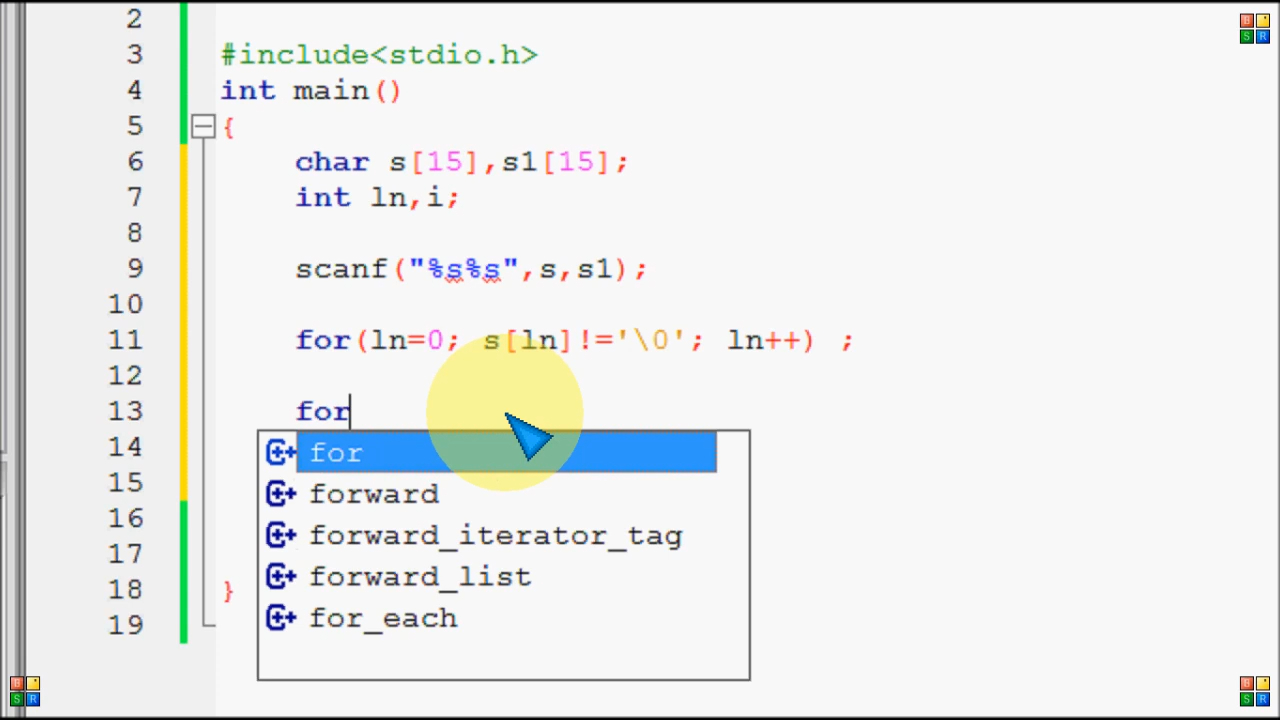 2
3 #include<stdio.h>
4 int main()
5 {
6 char s[15],s1[15];
7 int ln,i;
8
9 scanf("%s%s",s,s1);
10
11 for(ln=0; s[ln]!='\0'; ln++) ;
12
13 for
14 for
15 forward
16 forward_iterator_tag
17 forward_list
18 } for_each
19
B
S R
B
S R
B
S R